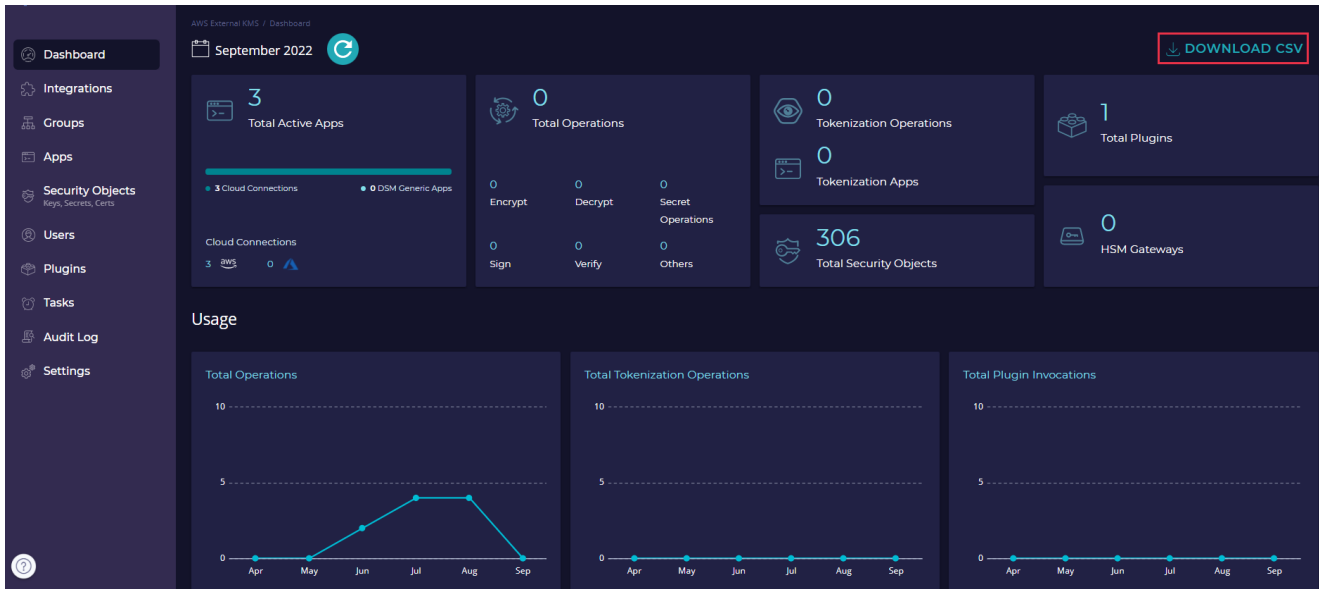 AWS External KMS / Dashboard
September 2022
DOWNLOAD CSV
Dashboard
Integrations
Groups
Apps
Security Objects
Keys, Secrets, Certs
Users
Plugins
Tasks
Audit Log
Settings
?
3
Total Active Apps
3 Cloud Connections
0 DSM Generic Apps
Cloud Connections
3 aws 0
0
Total Operations
0 0 0
Encrypt Decrypt Secret
Operations
0 0 0
Sign Verify Others
0
Tokenization Operations
0
Tokenization Apps
306
Total Security Objects
1
Total Plugins
0
HSM Gateways
Usage
Total Operations
10
5
0
Apr May Jun Jul Aug Sep
Total Tokenization Operations
10
5
0
Apr May Jun Jul Aug Sep
Total Plugin Invocations
10
5
0
Apr May Jun Jul Aug Sep